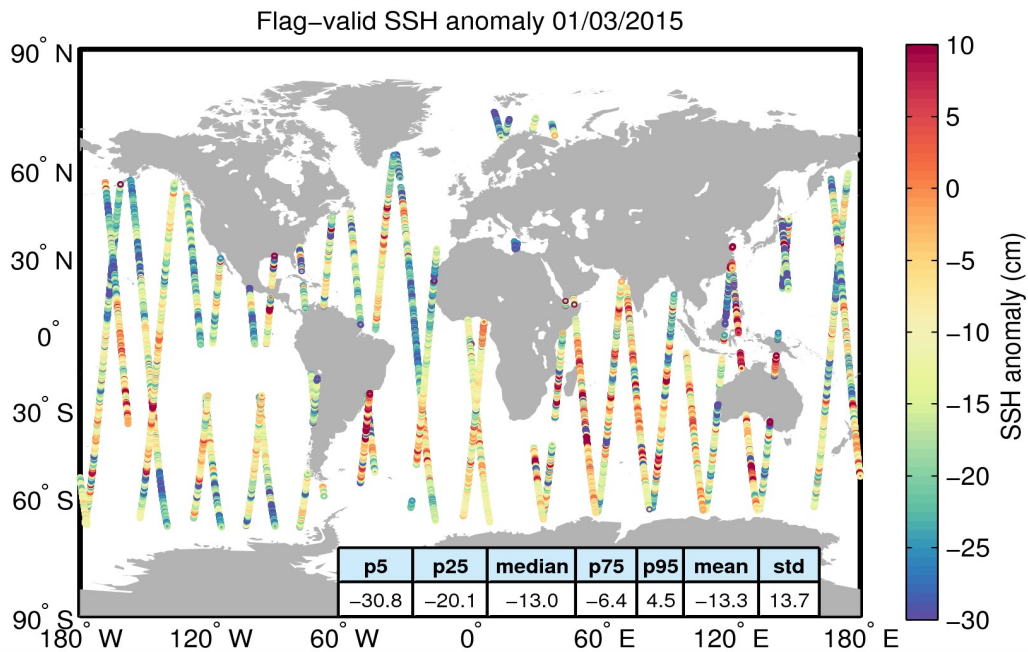 Flag−valid SSH anomaly 01/03/2015
90° N
60° N
30° N
0°
30° S
60° S
90° S
180° W
120° W
60° W
0°
60° E
120° E
180° E
p5 p25 median p75 p95 mean std
−30.8 −20.1 −13.0 −6.4 4.5 −13.3 13.7
10
5
0
−5
−10
−15
−20
−25
−30
SSH anomaly (cm)